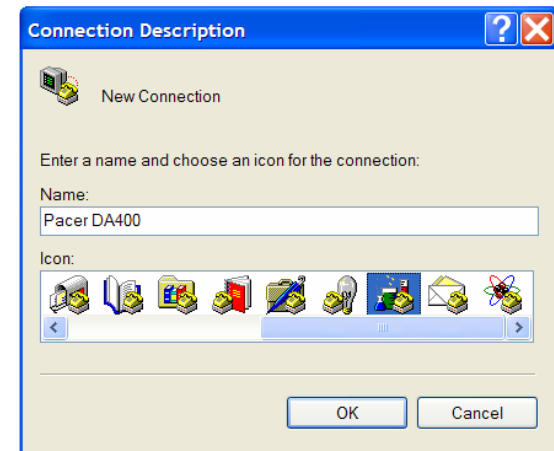 Connection Description
New Connection
Enter a name and choose an icon for the connection:
Name:
Pacer DA400
Icon:
OK Cancel